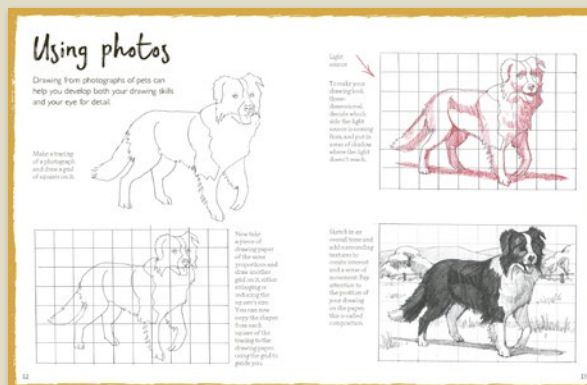 Using photos
Drawing from photographs of pets can
help you develop both your drawing skills
and your eye for detail.
Make a tracing
of a photograph
and draw a grid
of squares on it.
Now take
a piece of
drawing paper
of the same
proportions and
draw another
grid on it, either
enlarging or
reducing the
square's size.
You can now
copy the shapes
from each
square of the
tracing to the
drawing paper,
using the grid to
guide you.
12
Light
source
To make your
drawing look
three-
dimensional,
decide which
side the light
source is coming
from, and put in
areas of shadow
where the light
doesn't reach.
Sketch in an
overall tone and
add surrounding
textures to
create interest
and a sense of
movement. Pay
attention to
the position of
your drawing
on the paper;
this is called
composition.
13